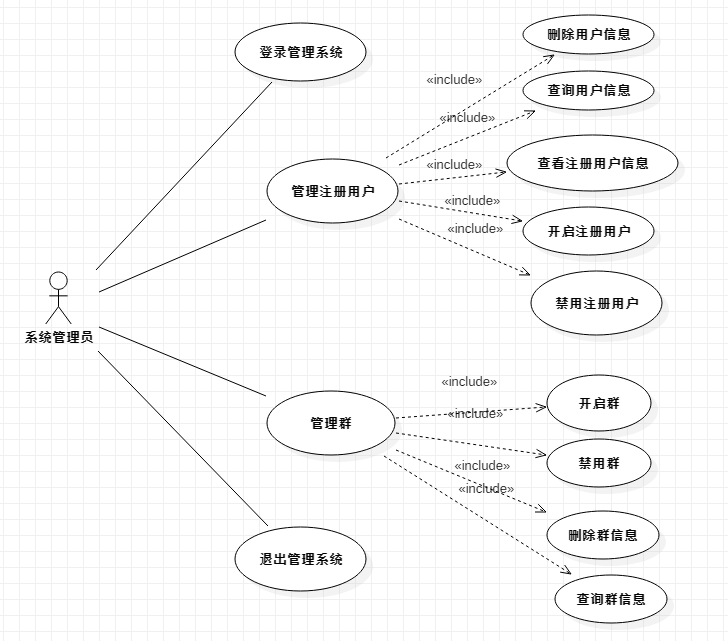 删除用户信息
登录管理系统
«include»
查询用户信息
«include»
查看注册用户信息
«include»
管理注册用户
«include»
开启注册用户
«include»
禁用注册用户
系统管理员
«include»
开启群
«include»
管理群
禁用群
«include»
«include»
删除群信息
退出管理系统
查询群信息